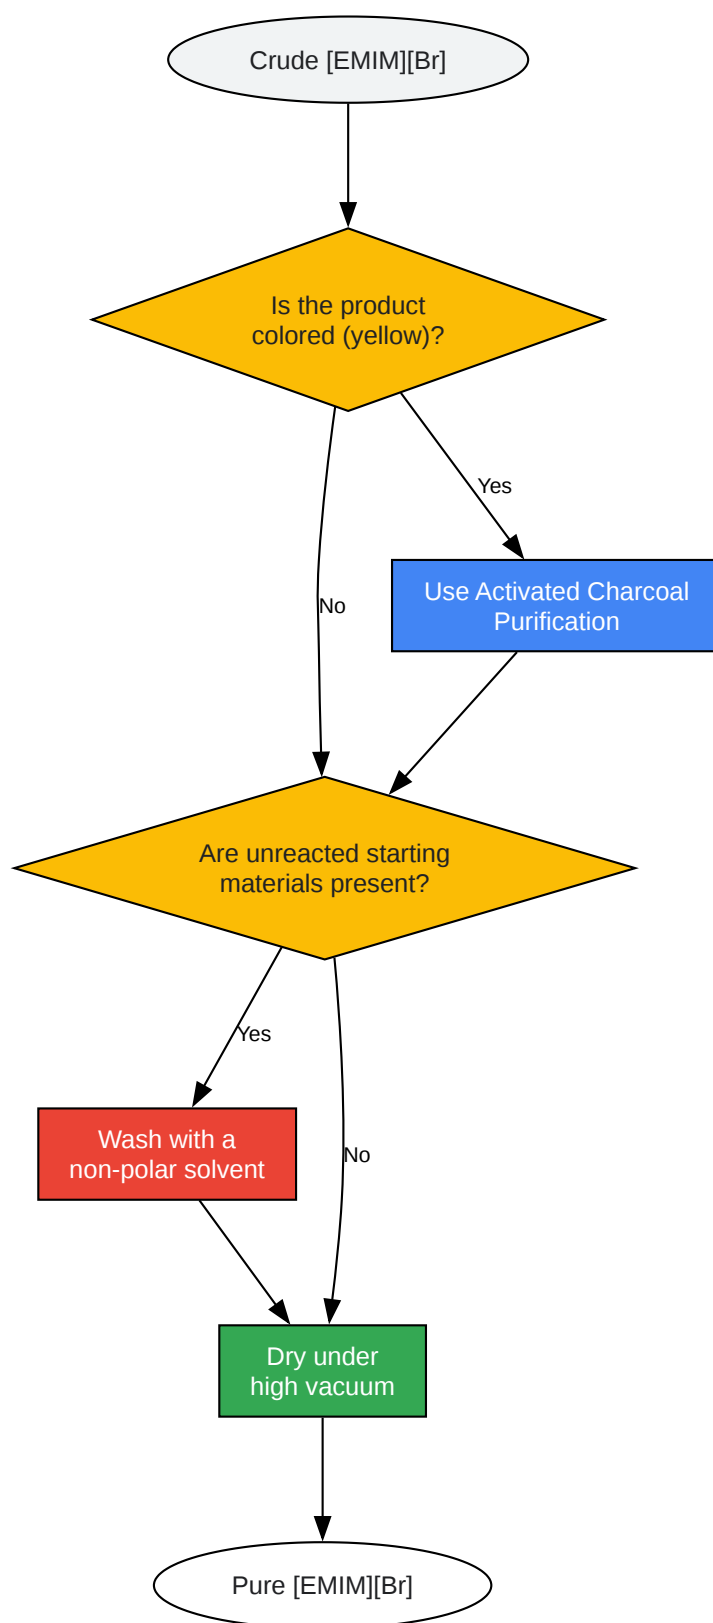 Crude [EMIM][Br]
Is the product
colored (yellow)?
Yes
Use Activated Charcoal
Purification
No
Are unreacted starting
materials present?
Yes
Wash with a
non-polar solvent
No
Dry under
high vacuum
Pure [EMIM][Br]